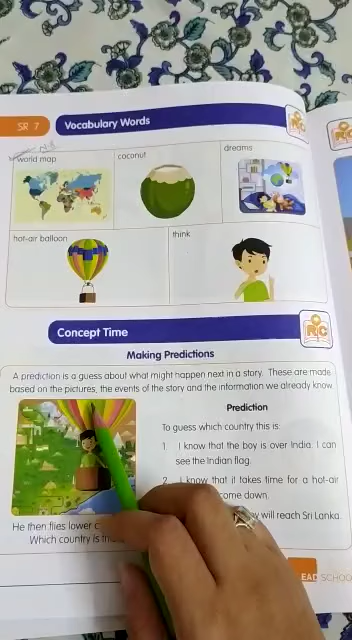 SR 7
Vocabulary Words
world map
coconut
dreams
hot-air balloon
think
Concept Time
Making Predictions
A prediction is a guess about what might happen next in a story. These are made
based on the pictures, the events of the story and the information we already know.
Prediction
To guess which country this is:
1. I know that the boy is over India. I can
see the Indian flag.
2. I know that it takes time for a hot-air
come down.
will reach Sri Lanka.
He then flies lower
Which country is
LEAD SCHOO